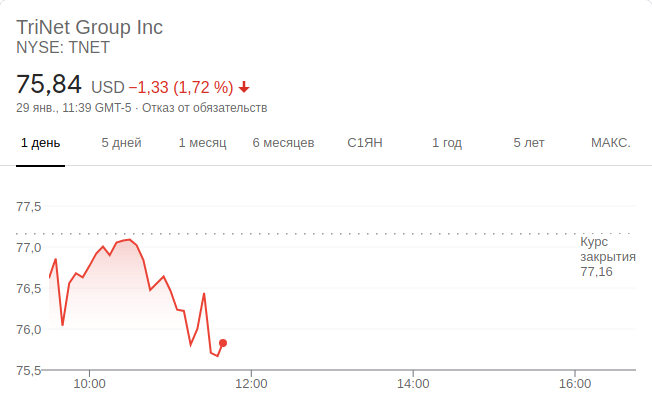 TriNet Group Inc
NYSE: TNET
75,84 USD −1,33 (1,72 %)
29 янв., 11:39 GMT-5 · Отказ от обязательств
1 день 5 дней 1 месяц 6 месяцев С1ЯН 1 год 5 лет МАКС.
77,5
77,0
76,5
76,0
75,5
Курс
закрытия
77,16
10:00 12:00 14:00 16:00